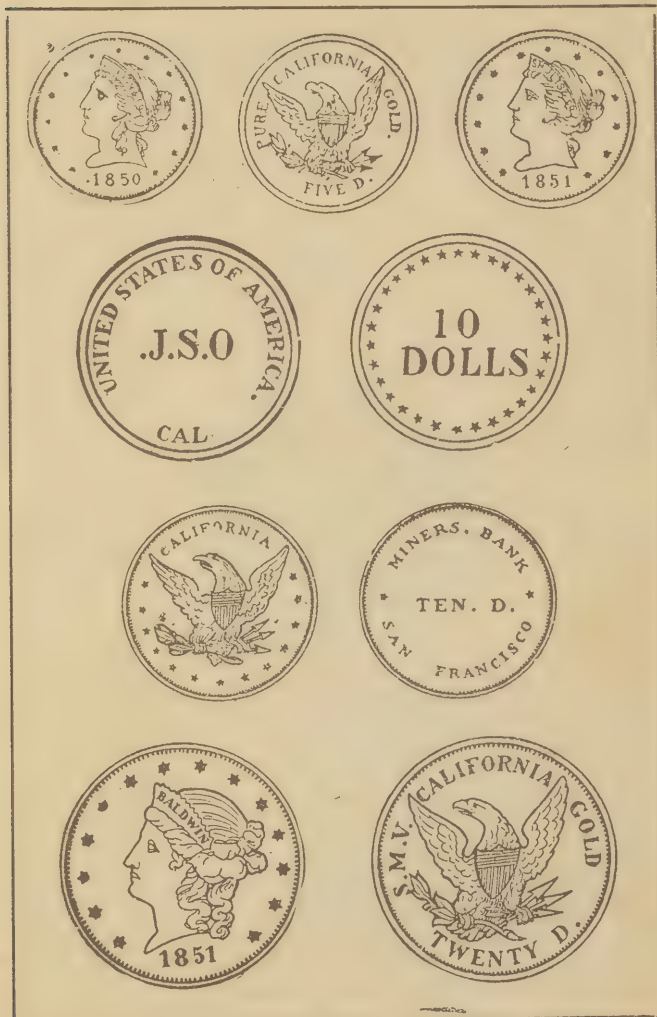 1850
PURE CALIFORNIA GOLD.
FIVE D.
1851
UNITED STATES OF AMERICA.
.J.S.O
CAL.
10
DOLLS
CALIFORNIA
MINERS. BANK
TEN. D.
SAN FRANCISCO
BALDWIN
1851
S.M.V. CALIFORNIA GOLD
TWENTY D.